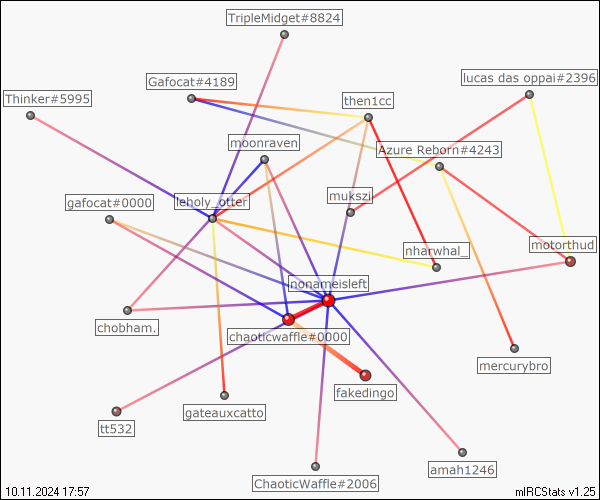 TripleMidget#8824
Gafocat#4189
lucas das oppai#2396
Thinker#5995
then1cc
moonraven
Azure Reborn#4243
gafocat#0000
leholy_otter
mukszi
nharwhal_
motorthud
nonameisleft
chobham.
chaoticwaffle#0000
mercurybro
fakedingo
gateauxcatto
tt532
amah1246
ChaoticWaffle#2006
10.11.2024 17:57
mIRCStats v1.25